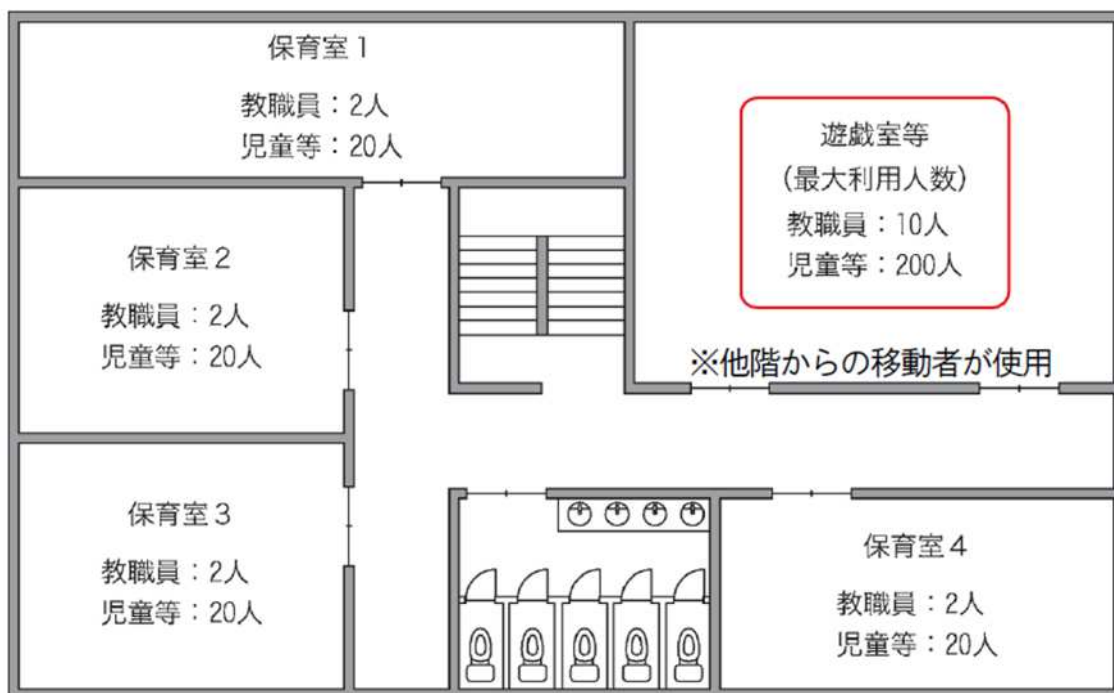 保育室1
教職員：2人
児童等：20人
遊戯室等
（最大利用人数）
教職員：10人
児童等：200人
※他階からの移動者が使用
保育室2
教職員：2人
児童等：20人
保育室3
教職員：2人
児童等：20人
保育室4
教職員：2人
児童等：20人